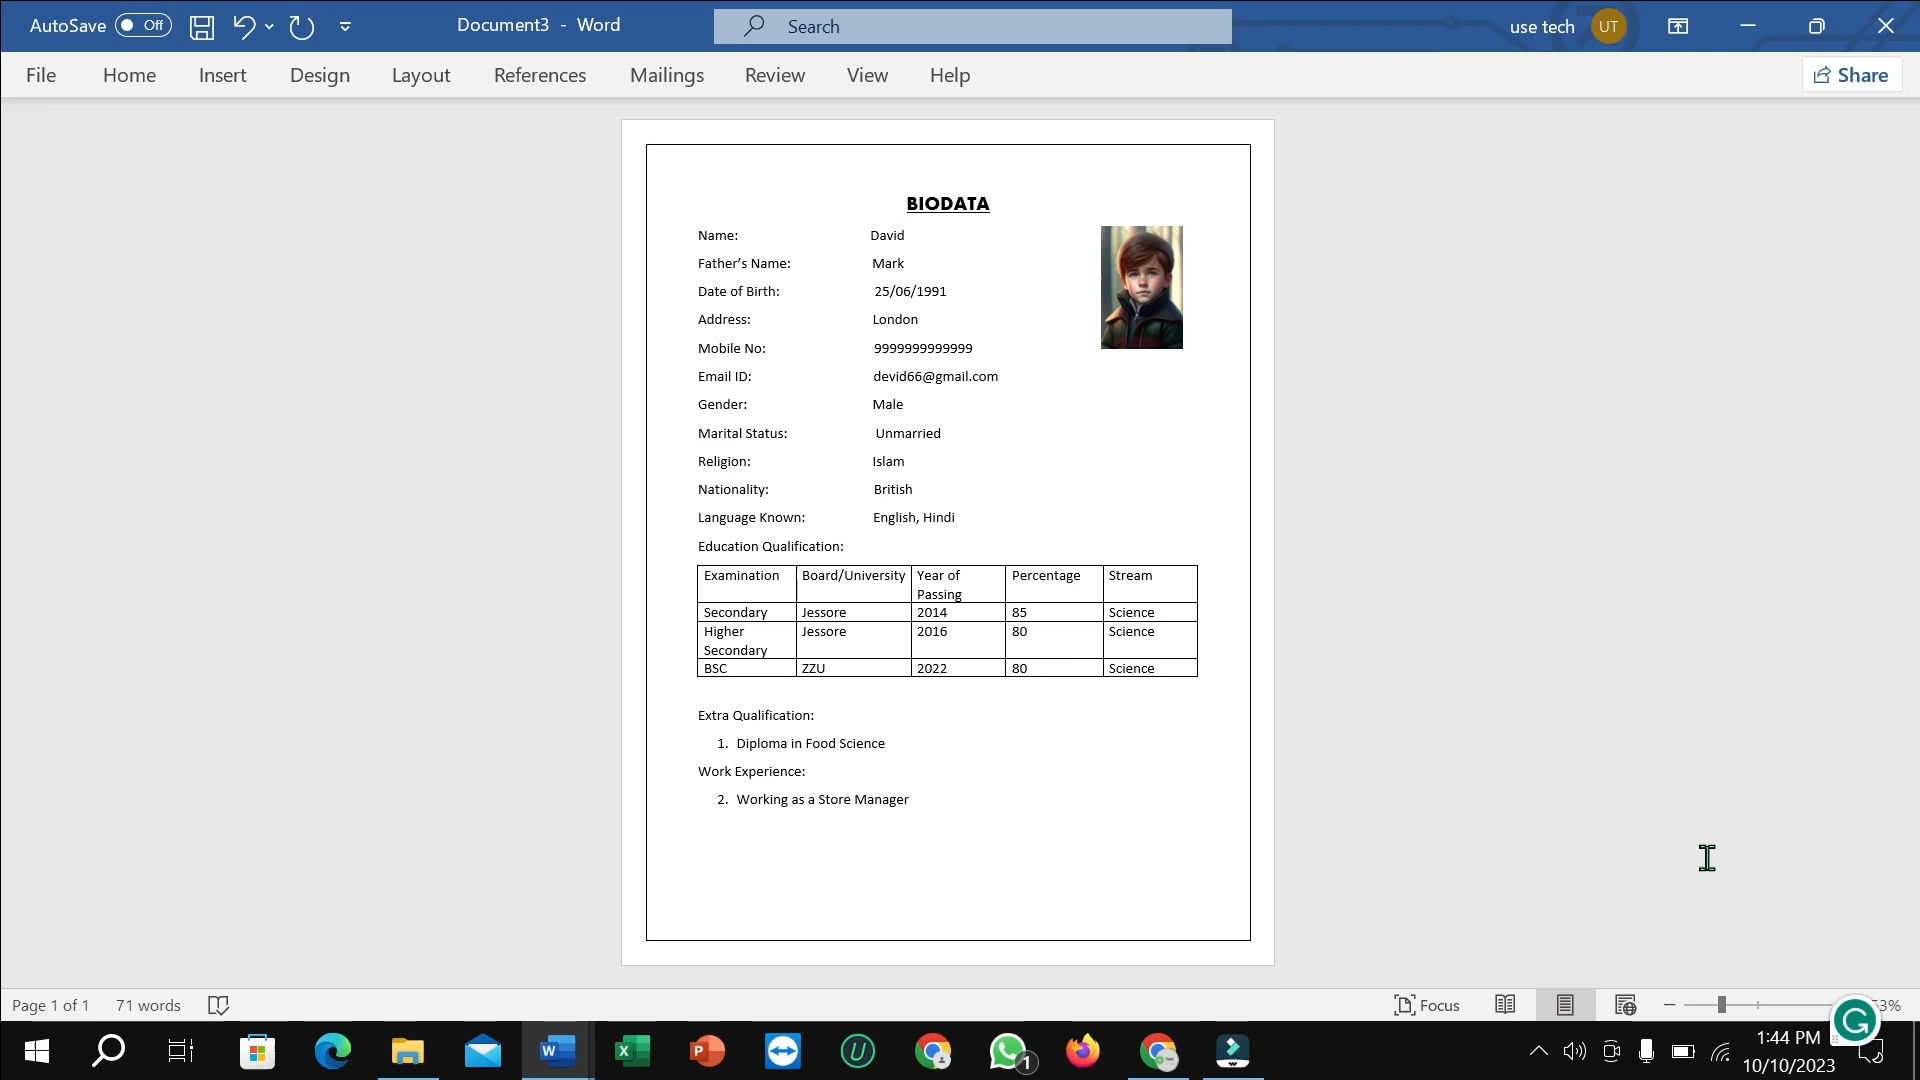 AutoSave Off Document3 - Word Search use tech UT
File Home Insert Design Layout References Mailings Review View Help Share
BIODATA
Name: David
Father’s Name: Mark
Date of Birth: 25/06/1991
Address: London
Mobile No: 9999999999999
Email ID: devid66@gmail.com
Gender: Male
Marital Status: Unmarried
Religion: Islam
Nationality: British
Language Known: English, Hindi
Education Qualification:
Examination Board/University Year of Passing Percentage Stream
Secondary Jessore 2014 85 Science
Higher Secondary Jessore 2016 80 Science
BSC ZZU 2022 80 Science
Extra Qualification:
1. Diploma in Food Science
Work Experience:
2. Working as a Store Manager
Page 1 of 1 71 words Focus 3%
1:44 PM
10/10/2023